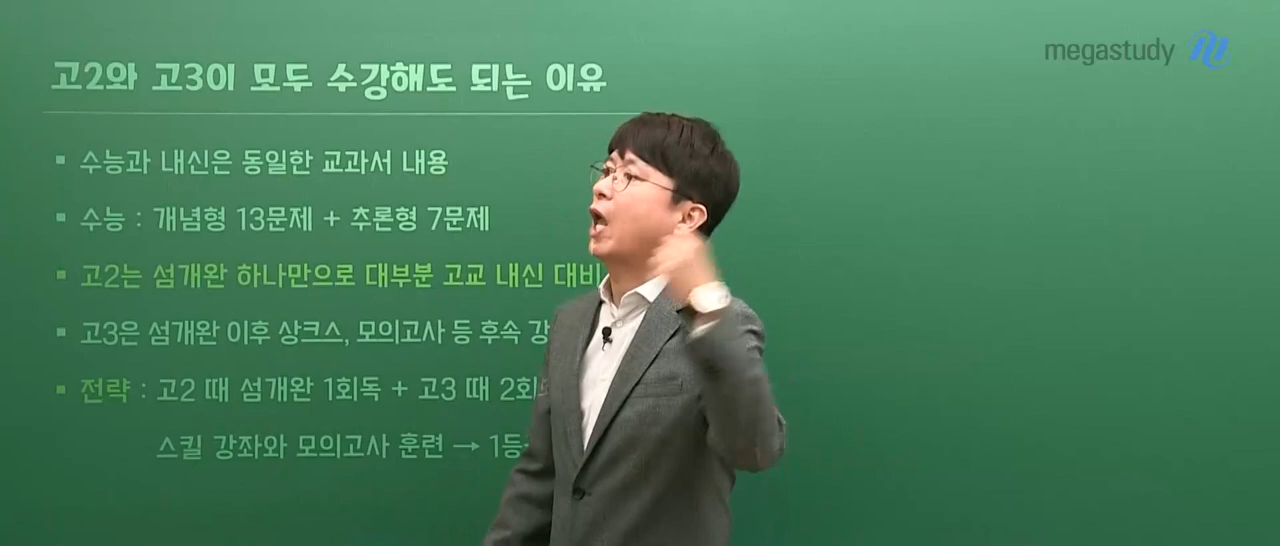 megastudy
고2와 고3이 모두 수강해도 되는 이유
▪ 수능과 내신은 동일한 교과서 내용
▪ 수능 : 개념형 13문제 + 추론형 7문제
▪ 고2는 섬개완 하나만으로 대부분 고교 내신 대비
▪ 고3은 섬개완 이후 상크스, 모의고사 등 후속
▪ 전략 : 고2 때 섬개완 1회독 + 고3 때
스킬 강좌와 모의고사 훈련 →